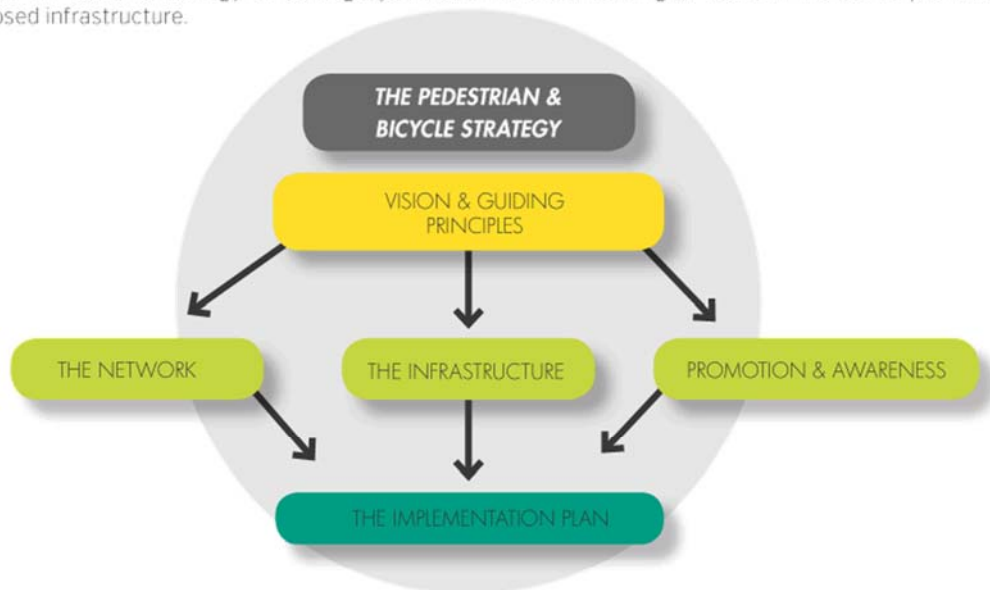 osed infrastructure.
THE PEDESTRIAN &
BICYCLE STRATEGY
VISION & GUIDING
PRINCIPLES
THE NETWORK
THE INFRASTRUCTURE
PROMOTION & AWARENESS
THE IMPLEMENTATION PLAN